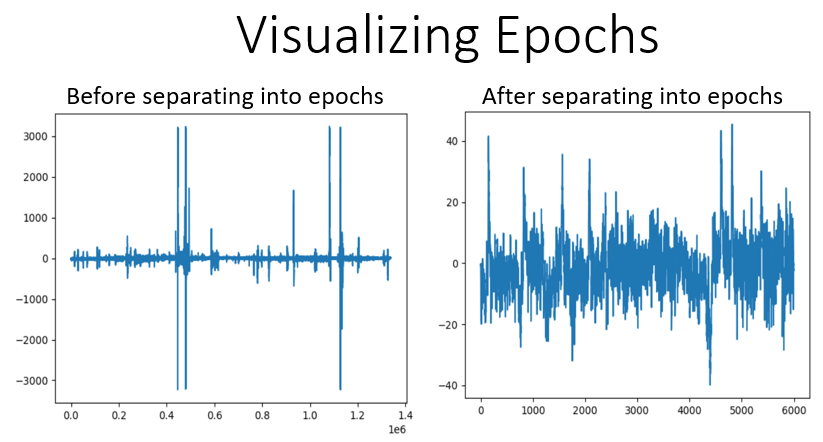 Visualizing Epochs
Before separating into epochs
After separating into epochs
3000
2000
1000
0
−1000
−2000
−3000
0.0 0.2 0.4 0.6 0.8 1.0 1.2 1.4
1e6
40
20
0
−20
−40
0 1000 2000 3000 4000 5000 6000